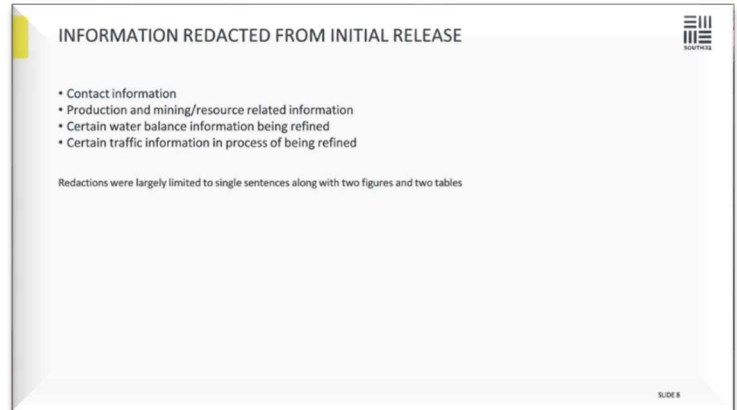 INFORMATION REDACTED FROM INITIAL RELEASE
SOUTH32
• Contact information
• Production and mining/resource related information
• Certain water balance information being refined
• Certain traffic information in process of being refined
Redactions were largely limited to single sentences along with two figures and two tables
SLIDE 8